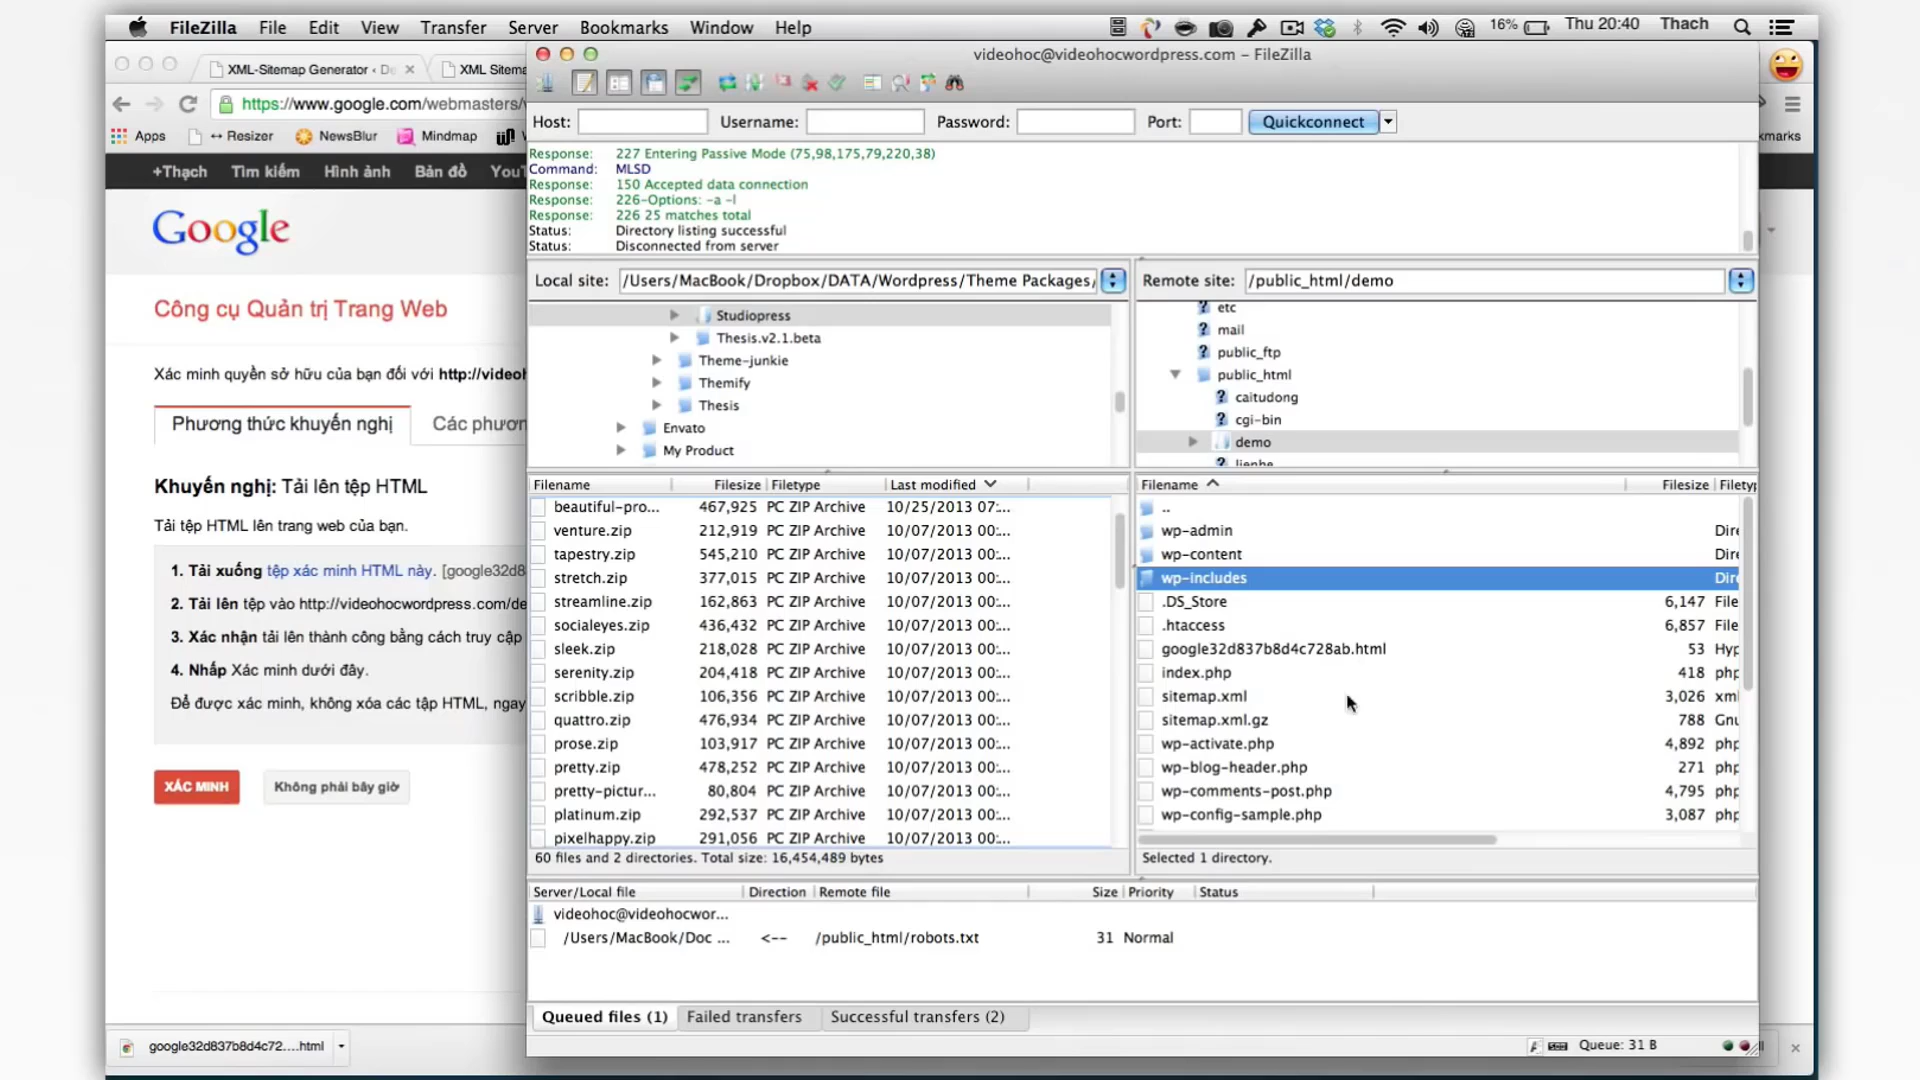 FileZilla File Edit View Transfer Server Bookmarks Window Help 16% Thu 20:40 Thach
videohoc@videohocwordpress.com – FileZilla
XML-Sitemap Generator ‹ De × XML Sitema
https://www.google.com/webmasters/
Host: Username: Password: Port: Quickconnect
Apps ↔ Resizer NewsBlur Mindmap
kmarks
Response: 227 Entering Passive Mode (75,98,175,79,220,38)
Command: MLSD
Response: 150 Accepted data connection
Response: 226-Options: -a -l
Response: 226 25 matches total
Status: Directory listing successful
Status: Disconnected from server
+Thạch Tìm kiếm Hình ảnh Bản đồ YouT
Google
Công cụ Quản trị Trang Web
Xác minh quyền sở hữu của bạn đối với http://videoh
Phương thức khuyến nghị Các phươn
Khuyến nghị: Tải lên tệp HTML
Tải tệp HTML lên trang web của bạn.
1. Tải xuống tệp xác minh HTML này. [google32d8
2. Tải lên tệp vào http://videohocwordpress.com/de
3. Xác nhận tải lên thành công bằng cách truy cập
4. Nhấp Xác minh dưới đây.
Để được xác minh, không xóa các tệp HTML, ngay
XÁC MINH Không phải bây giờ
google32d837b8d4c72....html
Local site: /Users/MacBook/Dropbox/DATA/Wordpress/Theme Packages/
Studiopress
Thesis.v2.1.beta
Theme-junkie
Themify
Thesis
Envato
My Product
Remote site: /public_html/demo
etc
mail
public_ftp
public_html
caitudong
cgi-bin
demo
lienhe
Filename Filesize Filetype Last modified
beautiful-pro... 467,925 PC ZIP Archive 10/25/2013 07:...
venture.zip 212,919 PC ZIP Archive 10/07/2013 00:...
tapestry.zip 545,210 PC ZIP Archive 10/07/2013 00:...
stretch.zip 377,015 PC ZIP Archive 10/07/2013 00:...
streamline.zip 162,863 PC ZIP Archive 10/07/2013 00:...
socialeyes.zip 436,432 PC ZIP Archive 10/07/2013 00:...
sleek.zip 218,028 PC ZIP Archive 10/07/2013 00:...
serenity.zip 204,418 PC ZIP Archive 10/07/2013 00:...
scribble.zip 106,356 PC ZIP Archive 10/07/2013 00:...
quattro.zip 476,934 PC ZIP Archive 10/07/2013 00:...
prose.zip 103,917 PC ZIP Archive 10/07/2013 00:...
pretty.zip 478,252 PC ZIP Archive 10/07/2013 00:...
pretty-pictur... 80,804 PC ZIP Archive 10/07/2013 00:...
platinum.zip 292,537 PC ZIP Archive 10/07/2013 00:...
pixelhappy.zip 291,056 PC ZIP Archive 10/07/2013 00:...
60 files and 2 directories. Total size: 16,454,489 bytes
Filename Filesize Filetyp
..
wp-admin Dire
wp-content Dire
wp-includes Dire
.DS_Store 6,147 File
.htaccess 6,857 File
google32d837b8d4c728ab.html 53 Hyp
index.php 418 php
sitemap.xml 3,026 xml
sitemap.xml.gz 788 Gnu
wp-activate.php 4,892 php
wp-blog-header.php 271 php
wp-comments-post.php 4,795 php
wp-config-sample.php 3,087 php
Selected 1 directory.
Server/Local file Direction Remote file Size Priority Status
videohoc@videohocwor...
/Users/MacBook/Doc ... <-- /public_html/robots.txt 31 Normal
Queued files (1) Failed transfers Successful transfers (2)
Queue: 31 B